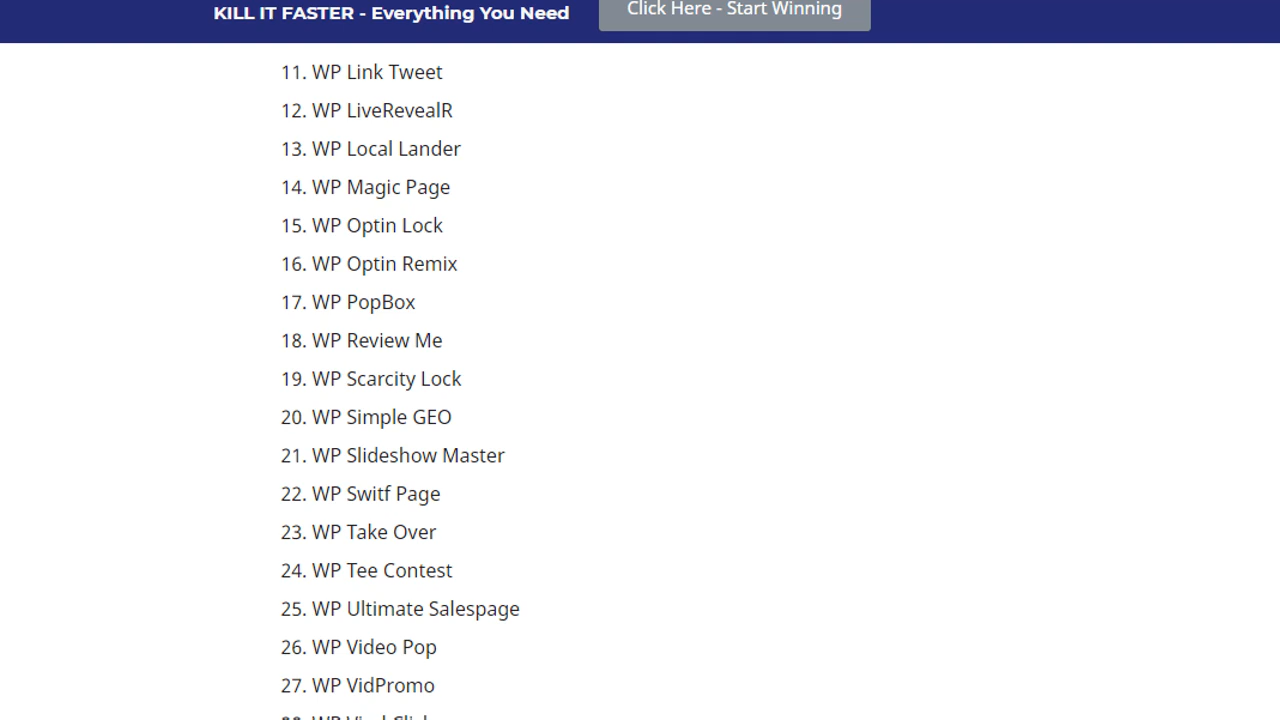 KILL IT FASTER - Everything You Need
Click Here - Start Winning
11. WP Link Tweet
12. WP LiveRevealR
13. WP Local Lander
14. WP Magic Page
15. WP Optin Lock
16. WP Optin Remix
17. WP PopBox
18. WP Review Me
19. WP Scarcity Lock
20. WP Simple GEO
21. WP Slideshow Master
22. WP Switf Page
23. WP Take Over
24. WP Tee Contest
25. WP Ultimate Salespage
26. WP Video Pop
27. WP VidPromo